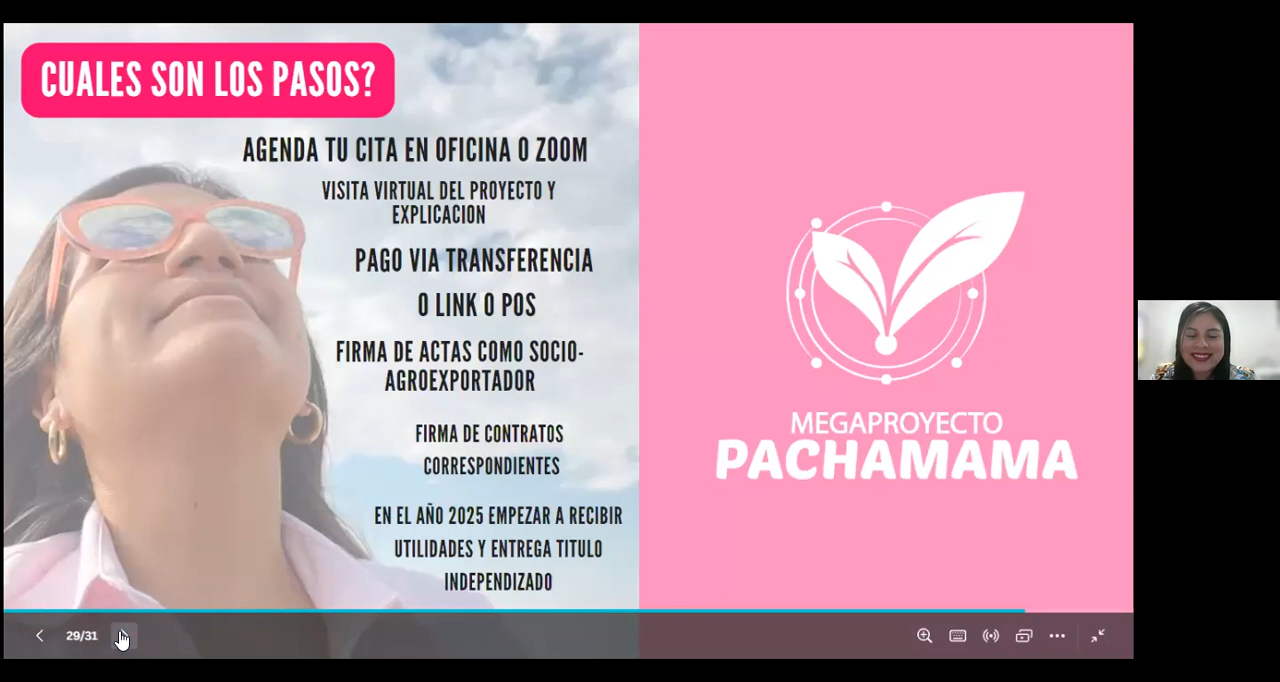 CUALES SON LOS PASOS?
AGENDA TU CITA EN OFICINA O ZOOM
VISITA VIRTUAL DEL PROYECTO Y
EXPLICACION
PAGO VIA TRANSFERENCIA
O LINK O POS
FIRMA DE ACTAS COMO SOCIO-
AGROEXPORTADOR
FIRMA DE CONTRATOS
CORRESPONDIENTES
EN EL AÑO 2025 EMPEZAR A RECIBIR
UTILIDADES Y ENTREGA TITULO
INDEPENDIZADO
MEGAPROYECTO
PACHAMAMA
29/31